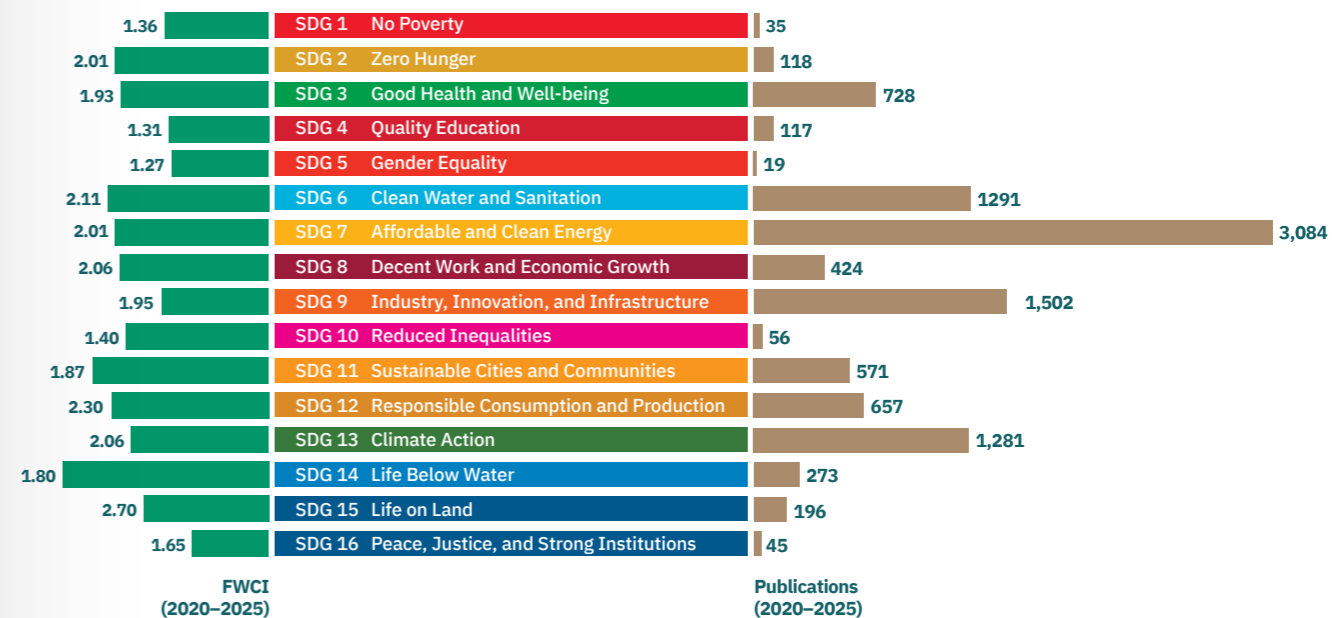 1.36 SDG 1 No Poverty 35
2.01 SDG 2 Zero Hunger 118
1.93 SDG 3 Good Health and Well-being 728
1.31 SDG 4 Quality Education 117
1.27 SDG 5 Gender Equality 19
2.11 SDG 6 Clean Water and Sanitation 1291
2.01 SDG 7 Affordable and Clean Energy 3,084
2.06 SDG 8 Decent Work and Economic Growth 424
1.95 SDG 9 Industry, Innovation, and Infrastructure 1,502
1.40 SDG 10 Reduced Inequalities 56
1.87 SDG 11 Sustainable Cities and Communities 571
2.30 SDG 12 Responsible Consumption and Production 657
2.06 SDG 13 Climate Action 1,281
1.80 SDG 14 Life Below Water 273
2.70 SDG 15 Life on Land 196
1.65 SDG 16 Peace, Justice, and Strong Institutions 45
FWCI Publications
(2020–2025) (2020–2025)